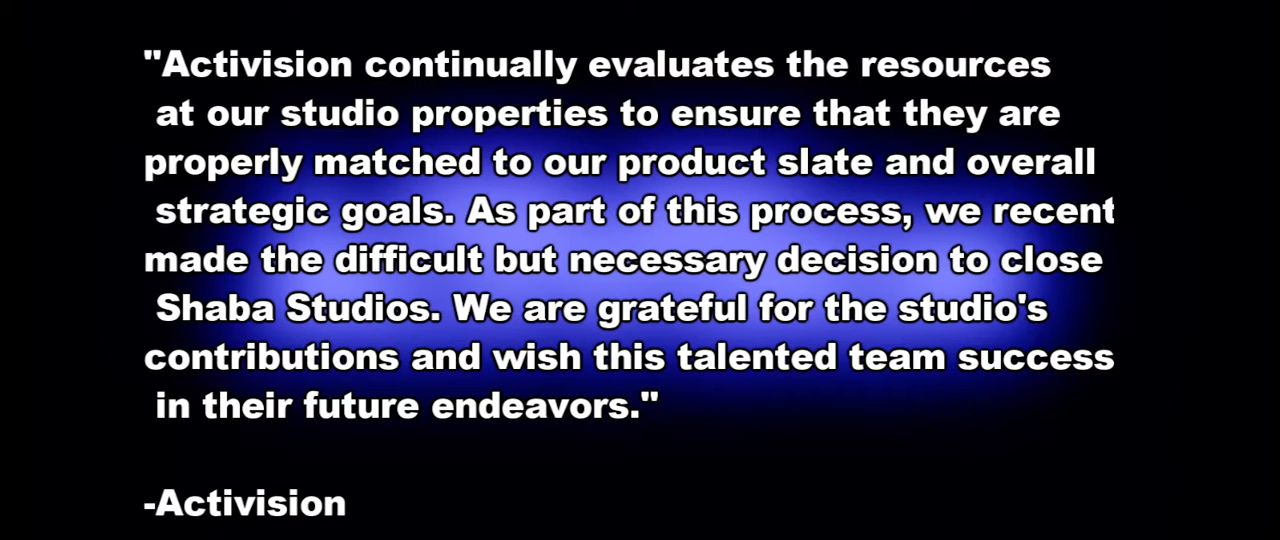 "Activision continually evaluates the resources
at our studio properties to ensure that they are
properly matched to our product slate and overall
strategic goals. As part of this process, we recent
made the difficult but necessary decision to close
Shaba Studios. We are grateful for the studio's
contributions and wish this talented team success
in their future endeavors."
-Activision